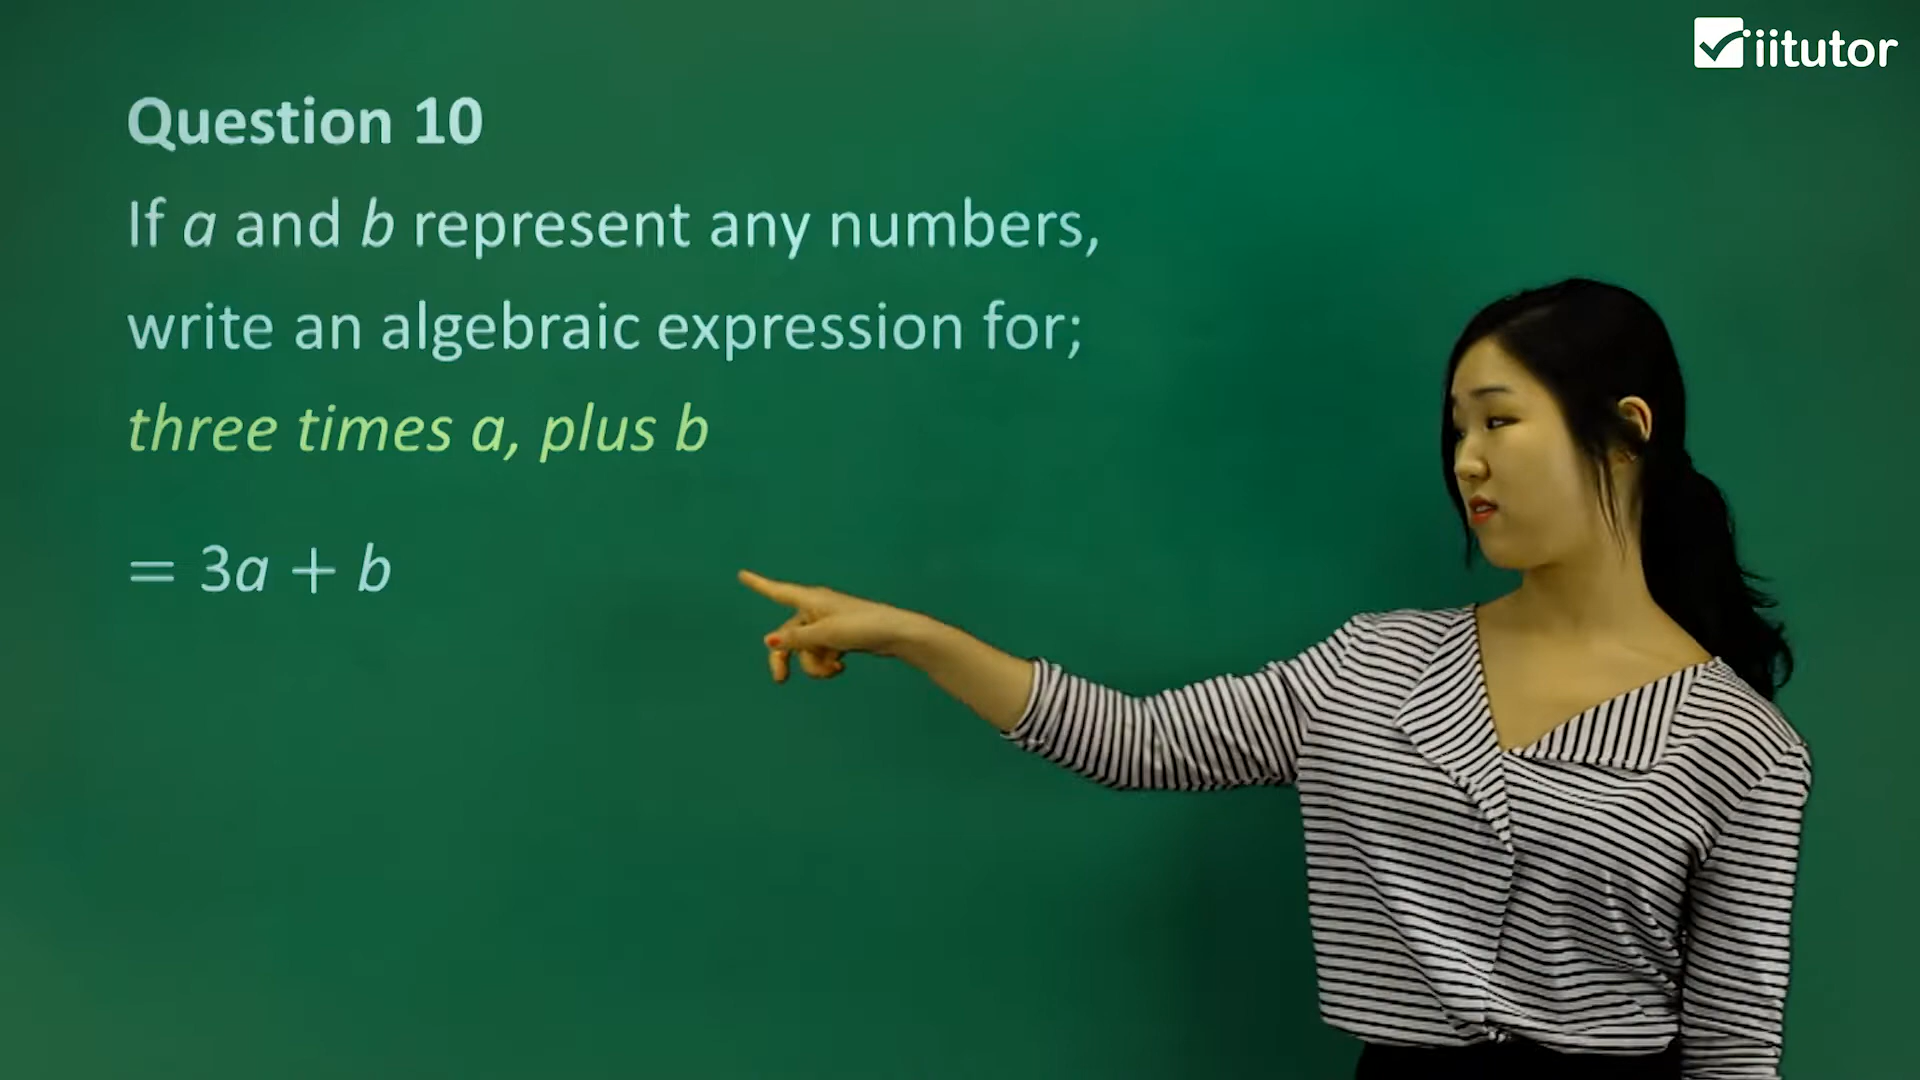 iitutor
Question 10
If a and b represent any numbers,
write an algebraic expression for;
three times a, plus b
= 3a + b